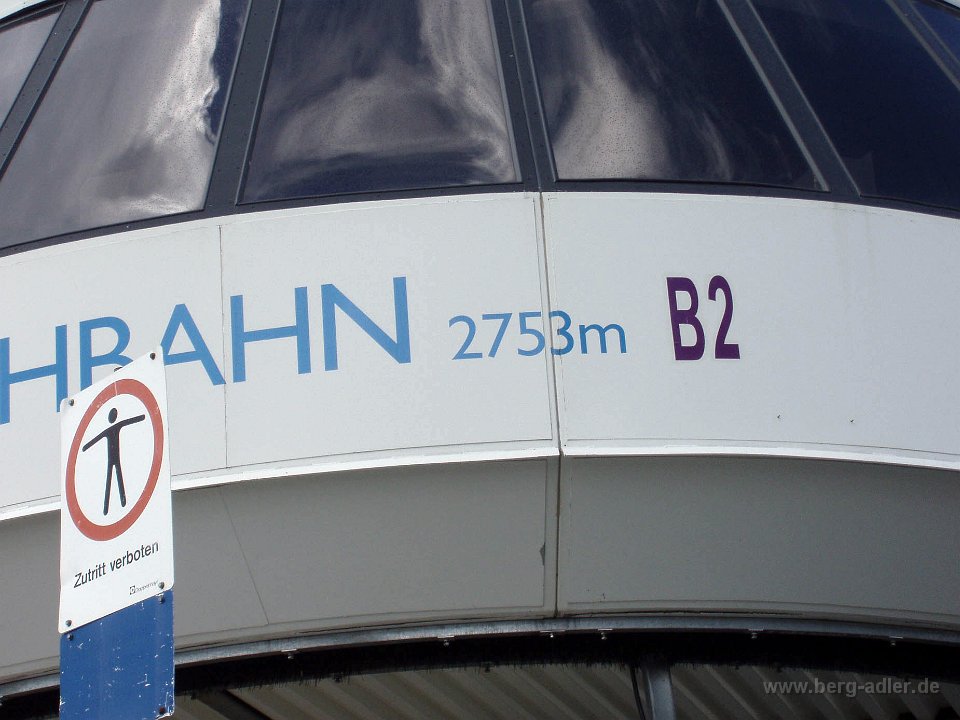 HBAHN 2753m B2
Zutritt verboten
www.berg-adler.de